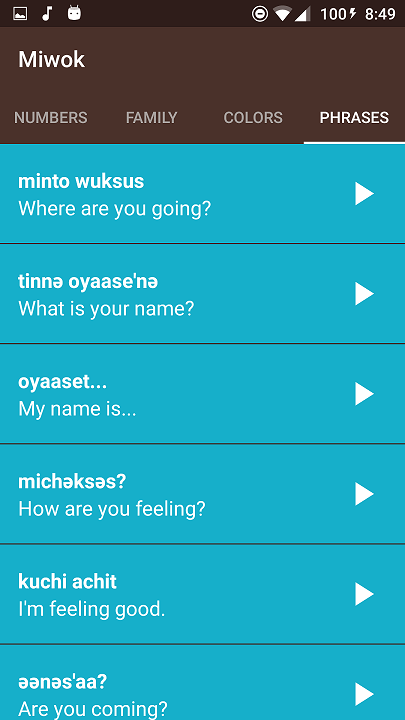 100 8:49
Miwok
NUMBERS FAMILY COLORS PHRASES
minto wuksus
Where are you going?
tinnə oyaase'nə
What is your name?
oyaaset...
My name is...
michəksəs?
How are you feeling?
kuchi achit
I'm feeling good.
əənəs'aa?
Are you coming?